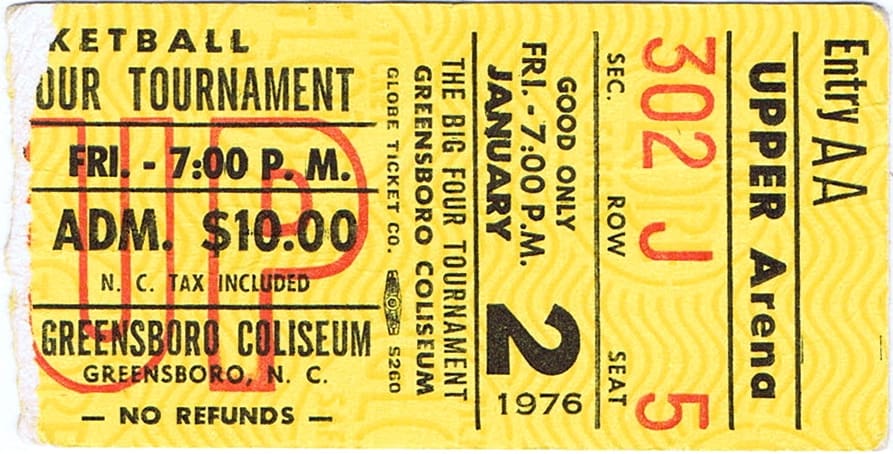 KETBALL
OUR TOURNAMENT
FRI. - 7:00 P. M.
ADM. $10.00
N. C. TAX INCLUDED
GREENSBORO COLISEUM
GREENSBORO, N. C.
— NO REFUNDS —
UP
GLOBE TICKET CO. 5260
GREENSBORO COLISEUM
THE BIG FOUR TOURNAMENT
GOOD ONLY
FRI. - 7:00 P.M.
JANUARY
2
1976
SEC. ROW SEAT
302 J 5
UPPER Arena
Entry AA